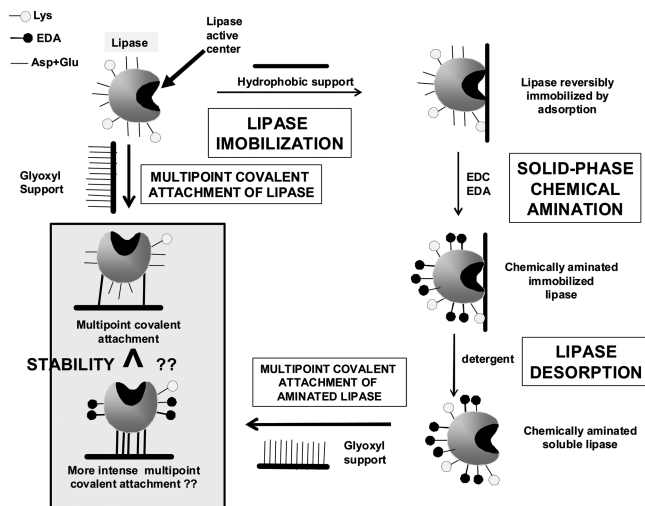 Lys
EDA
Asp+Glu
Lipase
Lipase
active
center
Hydrophobic support
LIPASE
IMOBILIZATION
Lipase reversibly
immobilized by
adsorption
Glyoxyl
Support
MULTIPOINT COVALENT
ATTACHMENT OF LIPASE
EDC
EDA
SOLID-PHASE
CHEMICAL
AMINATION
Chemically aminated
immobilized
lipase
Multipoint covalent
attachment
STABILITY < ??
detergent
LIPASE
DESORPTION
MULTIPOINT COVALENT
ATTACHMENT OF
AMINATED LIPASE
Glyoxyl
support
Chemically aminated
soluble lipase
More intense multipoint
covalent attachment ??